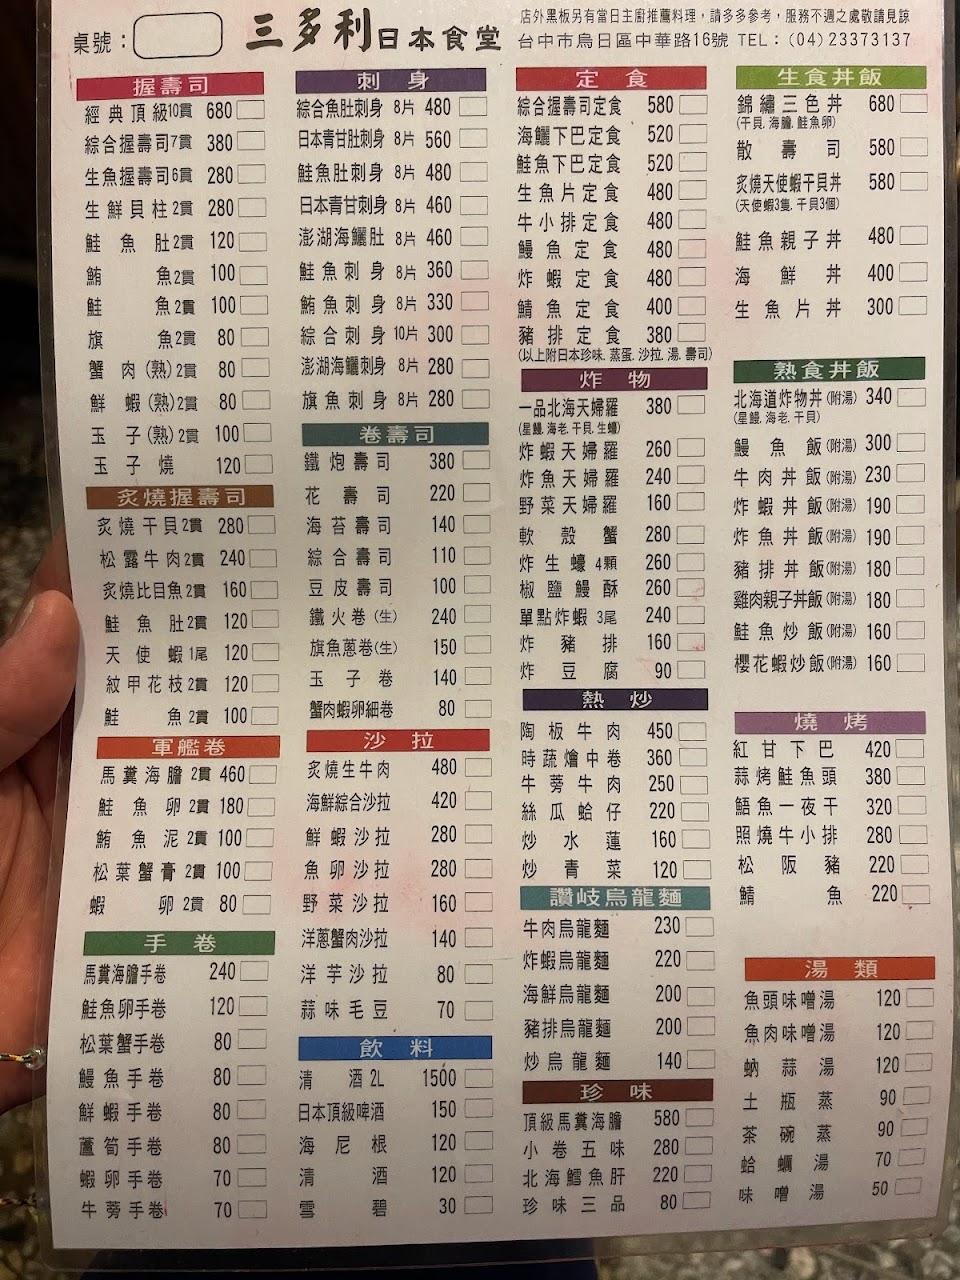 店外黑板另有當日主廚推薦料理，請多多參考，服務不週之處敬請見諒
桌號：
三多利日本食堂
台中市烏日區中華路16號 TEL：(04)23373137
握壽司
經典頂級10貫 680
綜合握壽司7貫 380
生魚握壽司6貫 280
生鮮貝柱2貫 280
鮭魚肚2貫 120
鮪魚2貫 100
鮭魚2貫 100
旗魚2貫 80
蟹肉(熟)2貫 80
鮮蝦(熟)2貫 80
玉子(熟)2貫 100
玉子燒 120
炙燒握壽司
炙燒干貝2貫 280
松露牛肉2貫 240
炙燒比目魚2貫 160
鮭魚肚2貫 120
天使蝦1尾 120
紋甲花枝2貫 120
鮭魚2貫 100
軍艦卷
馬糞海膽2貫 460
鮭魚卵2貫 180
鮪魚泥2貫 100
松葉蟹膏2貫 100
蝦卵2貫 80
手卷
馬糞海膽手卷 240
鮭魚卵手卷 120
松葉蟹手卷 80
鰻魚手卷 80
鮮蝦手卷 80
蘆筍手卷 80
蝦卵手卷 70
牛蒡手卷 70
刺身
綜合魚肚刺身 8片 480
日本青甘肚刺身 8片 560
鮭魚肚刺身 8片 480
日本青甘刺身 8片 460
澎湖海鱺肚 8片 460
鮭魚刺身 8片 360
鮪魚刺身 8片 330
綜合刺身 10片 300
澎湖海鱺刺身 8片 280
旗魚刺身 8片 280
卷壽司
鐵炮壽司 380
花壽司 220
海苔壽司 140
綜合壽司 110
豆皮壽司 100
鐵火卷(生) 240
旗魚蔥卷(生) 150
玉子卷 140
蟹肉蝦卵細卷 80
沙拉
炙燒生牛肉 480
海鮮綜合沙拉 420
鮮蝦沙拉 280
魚卵沙拉 280
野菜沙拉 160
洋蔥蟹肉沙拉 140
洋芋沙拉 80
蒜味毛豆 70
飲料
清酒2L 1500
日本頂級啤酒 150
海尼根 120
清酒 120
雪碧 30
定食
綜合握壽司定食 580
海鱺下巴定食 520
鮭魚下巴定食 520
生魚片定食 480
牛小排定食 480
鰻魚定食 480
炸蝦定食 480
鯖魚定食 400
豬排定食 380
(以上附日本珍味.蒸蛋.沙拉.湯.壽司)
炸物
一品北海天婦羅 380
(星鰻.海老.干貝.生蠔)
炸蝦天婦羅 260
炸魚天婦羅 240
野菜天婦羅 160
軟殼蟹 280
炸生蠔4顆 260
椒鹽鰻酥 260
單點炸蝦 3尾 240
炸豬排 160
炸豆腐 90
熱炒
陶板牛肉 450
時蔬燴中卷 360
牛蒡牛肉 250
絲瓜蛤仔 220
炒水蓮 160
炒青菜 120
讚岐烏龍麵
牛肉烏龍麵 230
炸蝦烏龍麵 220
海鮮烏龍麵 200
豬排烏龍麵 200
炒烏龍麵 140
珍味
頂級馬糞海膽 580
小卷五味 280
北海鱈魚肝 220
珍味三品 80
生食丼飯
錦繡三色丼 680
(干貝.海膽.鮭魚卵)
散壽司 580
炙燒天使蝦干貝丼 580
(天使蝦3隻.干貝3個)
鮭魚親子丼 480
海鮮丼 400
生魚片丼 300
熟食丼飯
北海道炸物丼(附湯) 340
(星鰻.海老.干貝)
鰻魚飯(附湯) 300
牛肉丼飯(附湯) 230
炸蝦丼飯(附湯) 190
炸魚丼飯(附湯) 190
豬排丼飯(附湯) 180
雞肉親子丼飯(附湯) 180
鮭魚炒飯(附湯) 160
櫻花蝦炒飯(附湯) 160
燒烤
紅甘下巴 420
蒜烤鮭魚頭 380
鯃魚一夜干 320
照燒牛小排 280
松阪豬 220
鯖魚 220
湯類
魚頭味噌湯 120
魚肉味噌湯 120
蚋蒜湯 120
土瓶蒸 90
茶碗蒸 90
蛤蠣湯 70
味噌湯 50